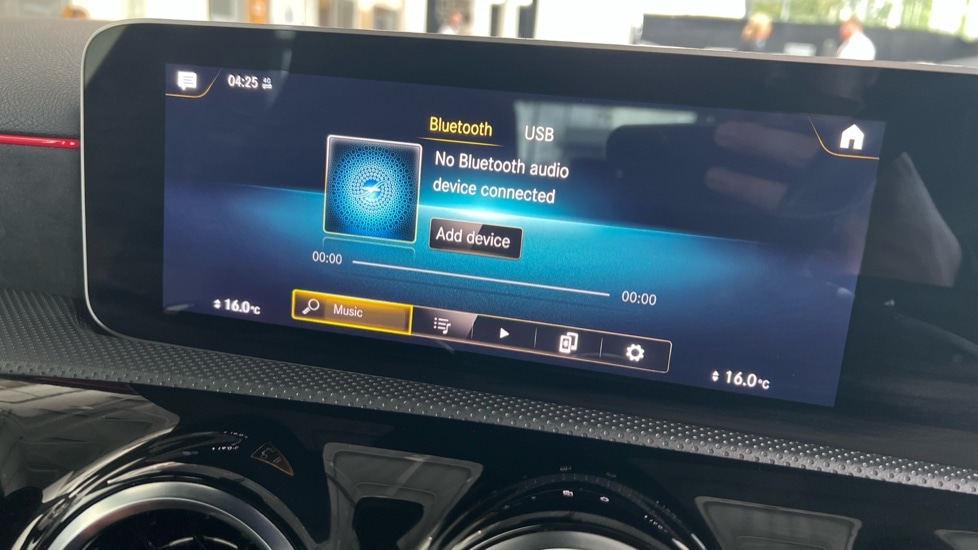 04:25 4G
Bluetooth USB
No Bluetooth audio
device connected
Add device
00:00 00:00
16.0°C
Music
16.0°C